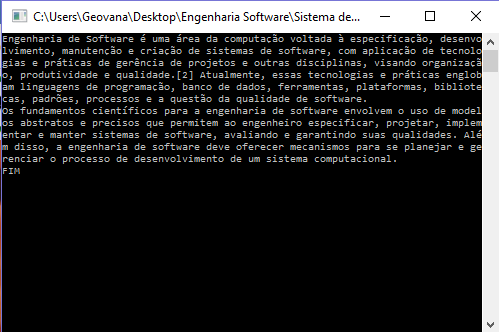 C:\Users\Geovana\Desktop\Engenharia Software\Sistema de...
Engenharia de Software é uma área da computação voltada à especificação, desenvo
lvimento, manutenção e criação de sistemas de software, com aplicação de tecnolo
gias e práticas de gerência de projetos e outras disciplinas, visando organizaçã
o, produtividade e qualidade.[2] Atualmente, essas tecnologias e práticas englob
am linguagens de programação, banco de dados, ferramentas, plataformas, bibliote
cas, padrões, processos e a questão da qualidade de software.
Os fundamentos científicos para a engenharia de software envolvem o uso de model
os abstratos e precisos que permitem ao engenheiro especificar, projetar, implem
entar e manter sistemas de software, avaliando e garantindo suas qualidades. Alé
m disso, a engenharia de software deve oferecer mecanismos para se planejar e ge
renciar o processo de desenvolvimento de um sistema computacional.
FIM